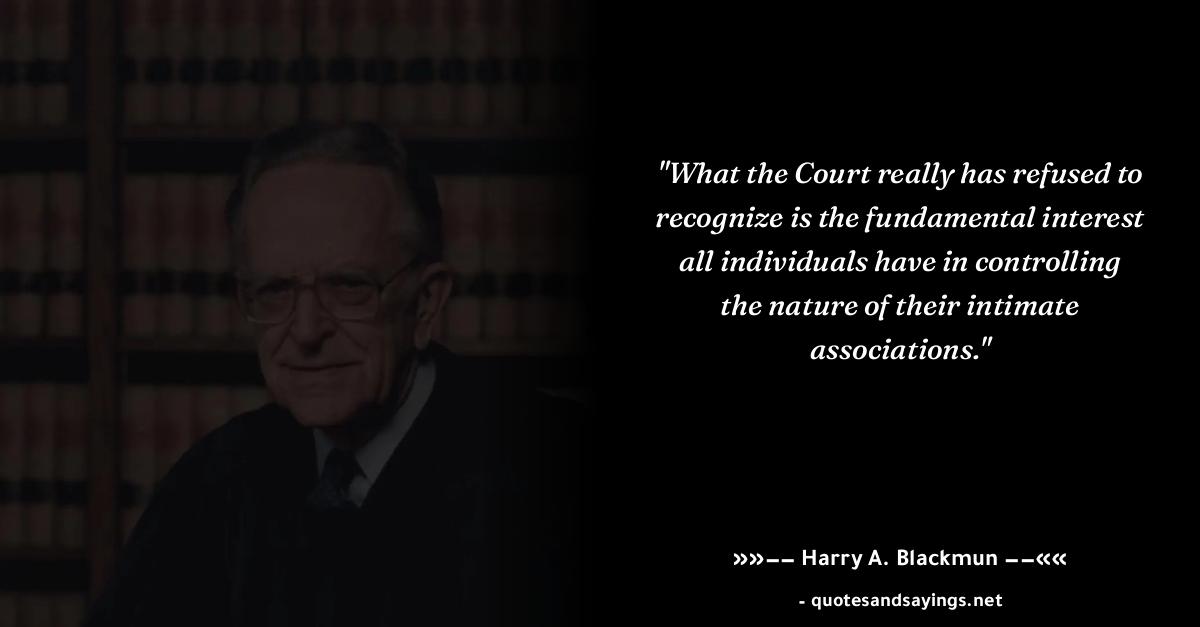 "What the Court really has refused to
recognize is the fundamental interest
all individuals have in controlling
the nature of their intimate
associations."
»»–– Harry A. Blackmun ––««
- quotesandsayings.net